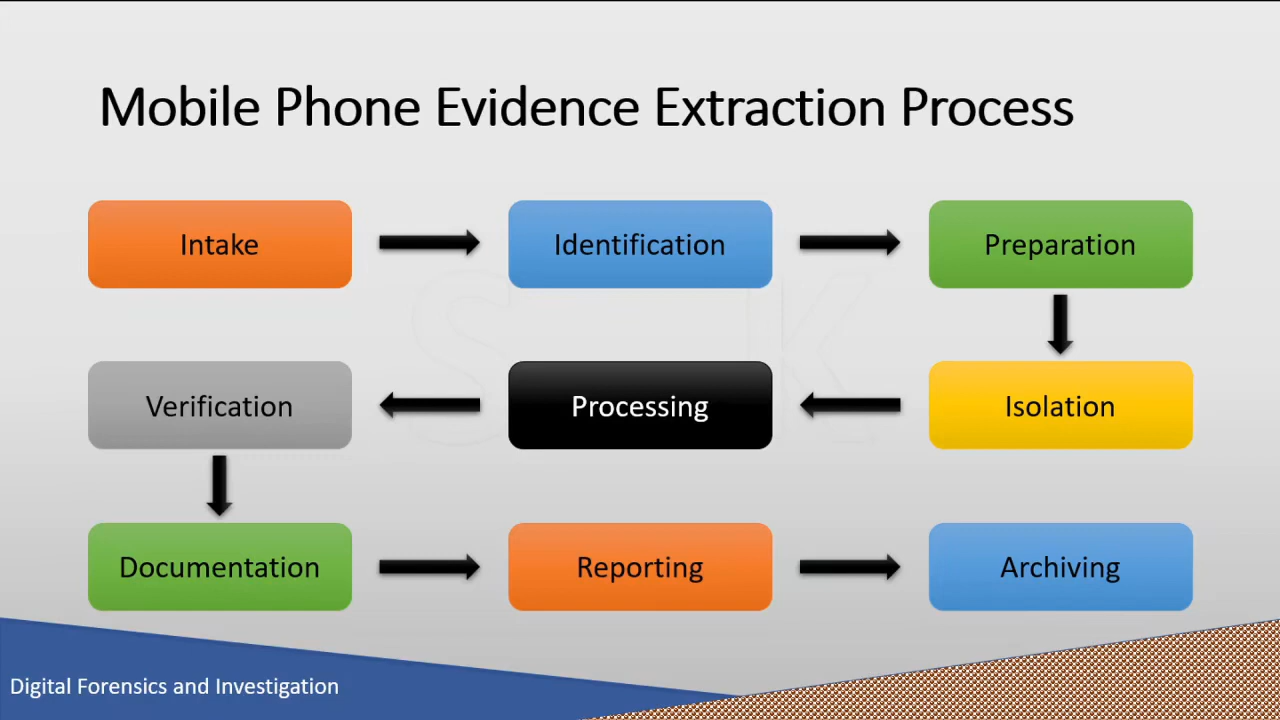 Mobile Phone Evidence Extraction Process
Intake
Identification
Preparation
Isolation
Processing
Verification
Documentation
Reporting
Archiving
Digital Forensics and Investigation